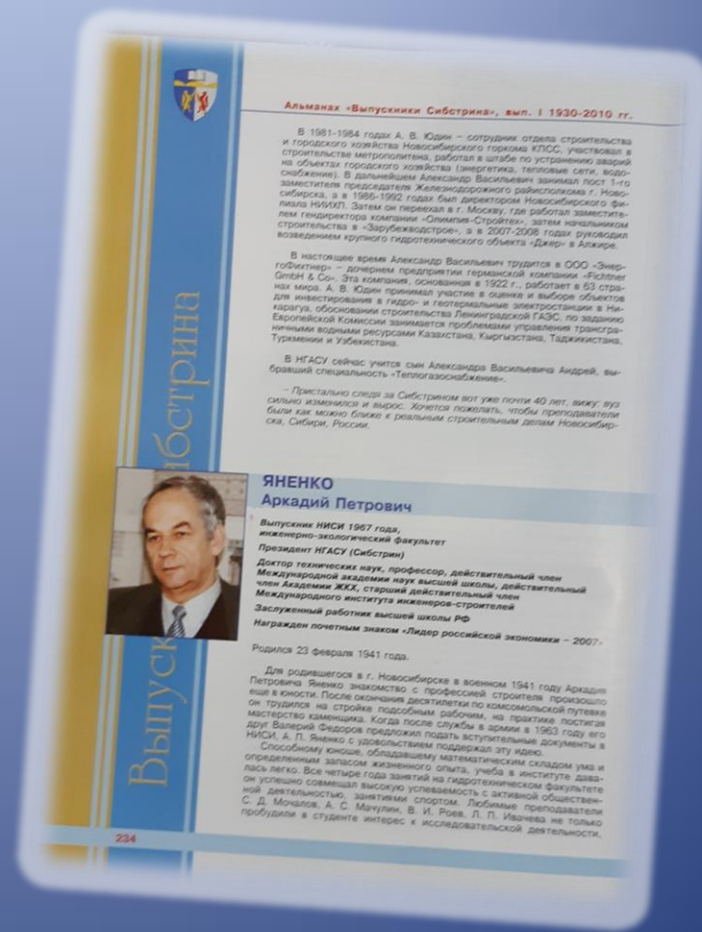 Альманах «Выпускники Сибстрина», вып. I 1930-2010 гг.
В 1981-1984 годах А. В. Юдин – сотрудник отдела строительства
и городского хозяйства Новосибирского горкома КПСС, участвовал в
строительстве метрополитена, работал в штабе по устранению аварий
на объектах городского хозяйства (энергетика, тепловые сети, водо-
снабжение). В дальнейшем Александр Васильевич занимал пост 1-го
заместителя председателя Железнодорожного райисполкома г. Ново-
сибирска, а в 1986-1992 годах был директором Новосибирского фи-
лиала НИИХП. Затем он переехал в г. Москву, где работал заместите-
лем гендиректора компании «Олимпия-Стройтех», затем начальником
строительства в «Зарубежводстрое», а в 2007-2008 годах руководил
возведением крупного гидротехнического объекта «Джер» в Алжире.
В настоящее время Александр Васильевич трудится в ООО «Энер-
гоФихтнер» – дочернем предприятии германской компании «Fichtner
GmbH & Co». Эта компания, основанная в 1922 г., работает в 63 стра-
нах мира. А. В. Юдин принимал участие в оценке и выборе объектов
для инвестирования в гидро- и геотермальные электростанции в Ни-
карагуа, обосновании строительства Ленинградской ГАЭС, по заданию
Европейской Комиссии занимается проблемами управления трансгра-
ничными водными ресурсами Казахстана, Кыргызстана, Таджикистана,
Туркмении и Узбекистана.
В НГАСУ сейчас учится сын Александра Васильевича Андрей, вы-
бравший специальность «Теплогазоснабжение».
– Пристально следя за Сибстрином вот уже почти 40 лет, вижу: вуз
сильно изменился и вырос. Хочется пожелать, чтобы преподаватели
были как можно ближе к реальным строительным делам Новосибир-
ска, Сибири, России.
ЯНЕНКО
Аркадий Петрович
Выпускник НИСИ 1967 года,
инженерно-экологический факультет
Президент НГАСУ (Сибстрин)
Доктор технических наук, профессор, действительный член
Международной академии наук высшей школы, действительный
член Академии ЖКХ, старший действительный член
Международного института инженеров-строителей
Заслуженный работник высшей школы РФ
Награжден почетным знаком «Лидер российской экономики – 2007»
Родился 23 февраля 1941 года.
Для родившегося в г. Новосибирске в военном 1941 году Аркадия
Петровича Яненко знакомство с профессией строителя произошло
еще в юности. После окончания десятилетки по комсомольской путевке
он трудился на стройке подсобным рабочим, на практике постигая
мастерство каменщика. Когда после службы в армии в 1963 году его
друг Валерий Федоров предложил подать вступительные документы в
НИСИ, А. П. Яненко с удовольствием поддержал эту идею.
Способному юноше, обладавшему математическим складом ума и
определенным запасом жизненного опыта, учеба в институте дава-
лась легко. Все четыре года занятий на гидротехническом факультете
он успешно совмещал высокую успеваемость с активной обществен-
ной деятельностью, занятиями спортом. Любимые преподаватели
С. Д. Мочалов, А. С. Мачулин, В. И. Роев, Л. П. Ивачева не только
пробудили в студенте интерес к исследовательской деятельности,
234